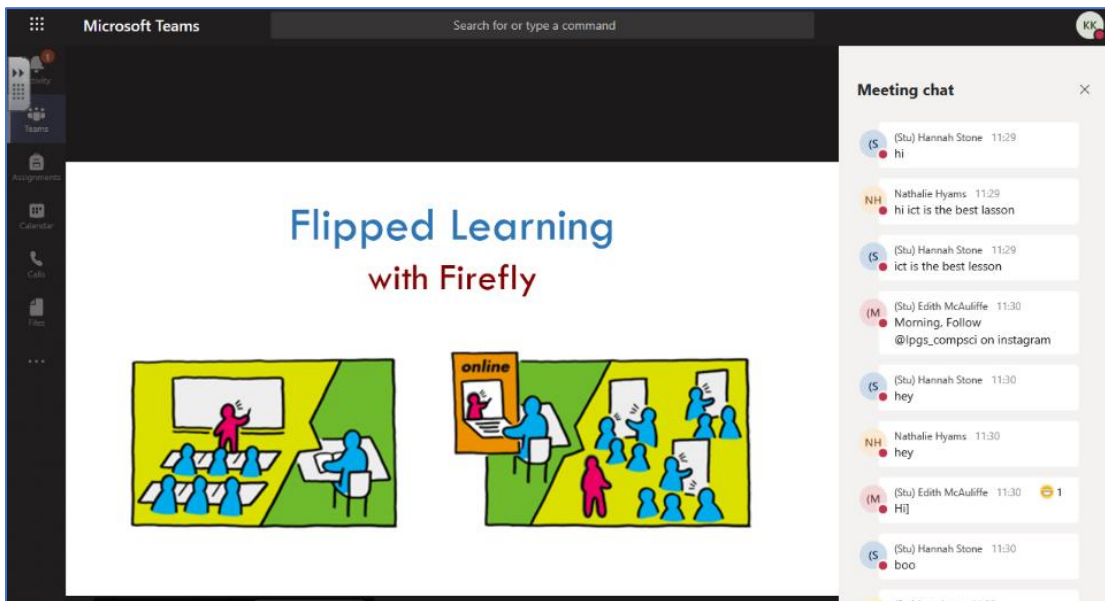 Microsoft Teams
Search for or type a command
KK
1
Teams
Assignments
Calendar
Calls
Files
Flipped Learning
with Firefly
online
Meeting chat
(S
(Stu) Hannah Stone 11:29
hi
NH
Nathalie Hyams 11:29
hi ict is the best lasson
(S
(Stu) Hannah Stone 11:29
ict is the best lesson
(M
(Stu) Edith McAuliffe 11:30
Morning, Follow
@lpgs_compsci on instagram
(S
(Stu) Hannah Stone 11:30
hey
NH
Nathalie Hyams 11:30
hey
(M
(Stu) Edith McAuliffe 11:30 1
Hi]
(S
(Stu) Hannah Stone 11:30
boo